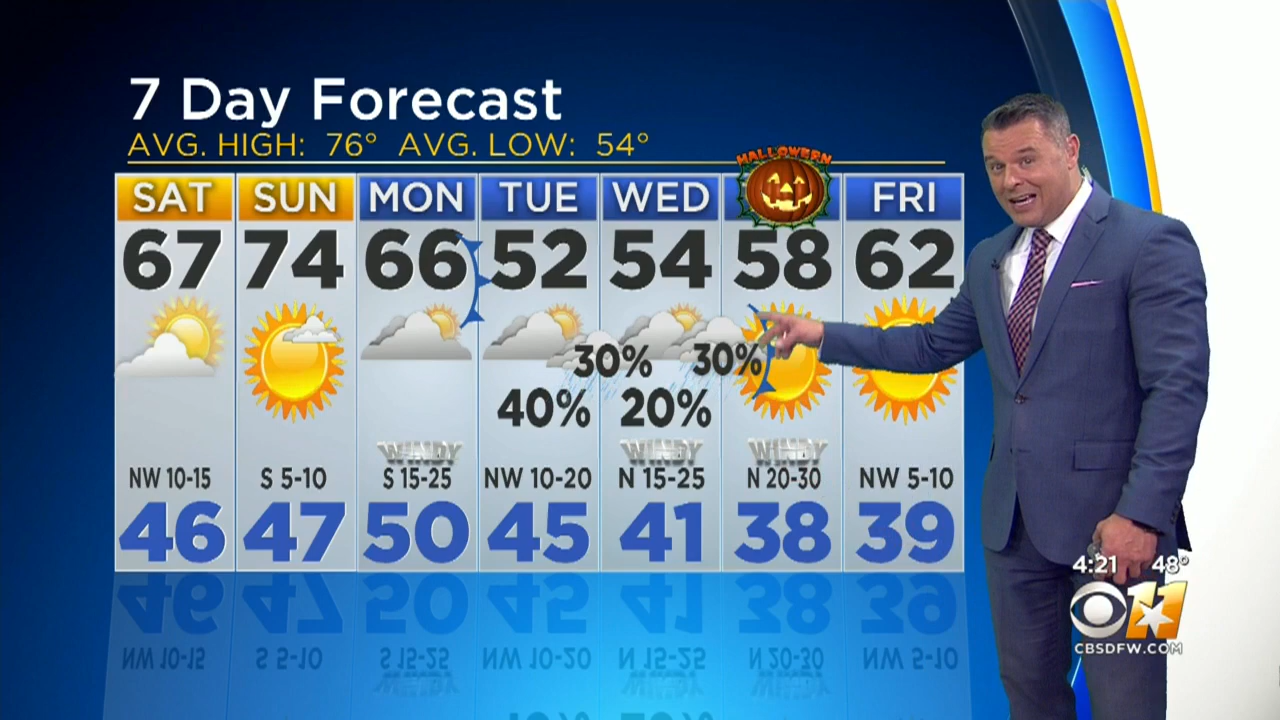 7 Day Forecast
AVG. HIGH: 76° AVG. LOW: 54°
HALLOWEEN
SAT SUN MON TUE WED FRI
67 74 66 52 54 58 62
30% 30%
40% 20%
WINDY WINDY WINDY
NW 10-15 S 5-10 S 15-25 NW 10-20 N 15-25 N 20-30 NW 5-10
46 47 50 45 41 38 39
4:21 48°
11
CBSDFW.COM